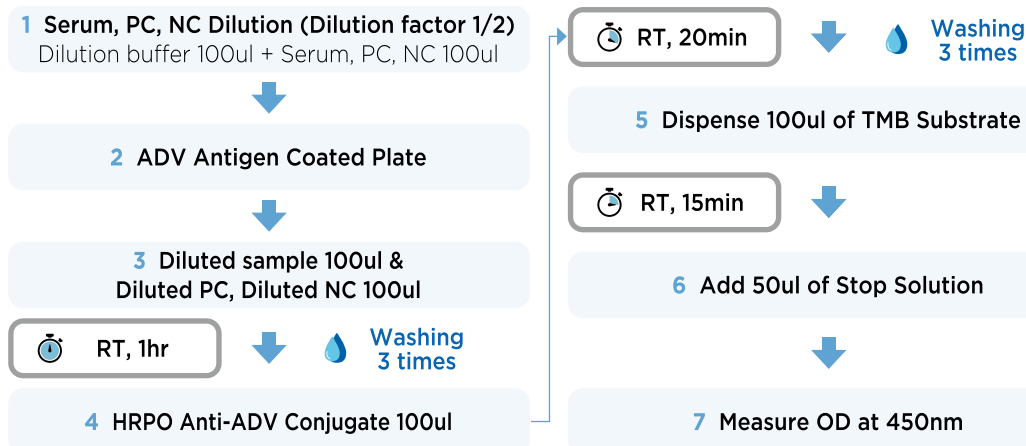 1 Serum, PC, NC Dilution (Dilution factor 1/2)
Dilution buffer 100ul + Serum, PC, NC 100ul
2 ADV Antigen Coated Plate
3 Diluted sample 100ul &
Diluted PC, Diluted NC 100ul
RT, 1hr
Washing
3 times
4 HRPO Anti-ADV Conjugate 100ul
RT, 20min
Washing
3 times
5 Dispense 100ul of TMB Substrate
RT, 15min
6 Add 50ul of Stop Solution
7 Measure OD at 450nm